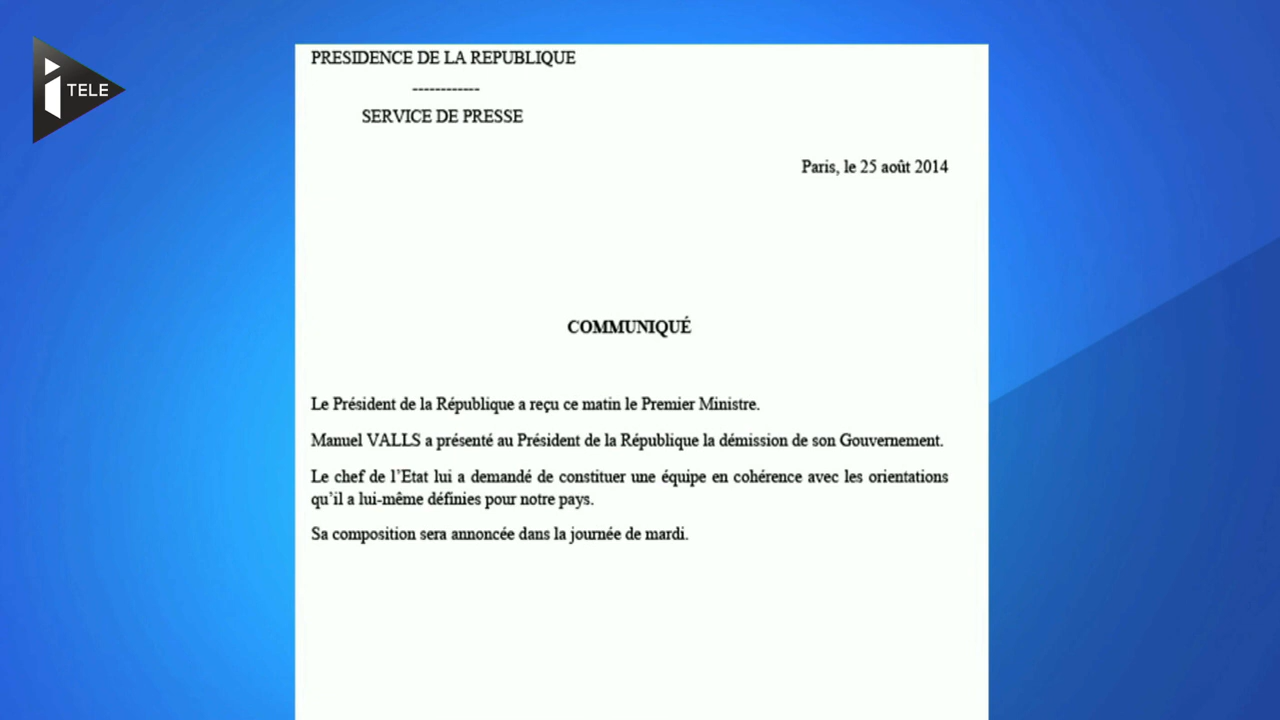 i TELE
PRESIDENCE DE LA REPUBLIQUE
------------
SERVICE DE PRESSE
Paris, le 25 août 2014
COMMUNIQUÉ
Le Président de la République a reçu ce matin le Premier Ministre.
Manuel VALLS a présenté au Président de la République la démission de son Gouvernement.
Le chef de l’Etat lui a demandé de constituer une équipe en cohérence avec les orientations
qu’il a lui-même définies pour notre pays.
Sa composition sera annoncée dans la journée de mardi.